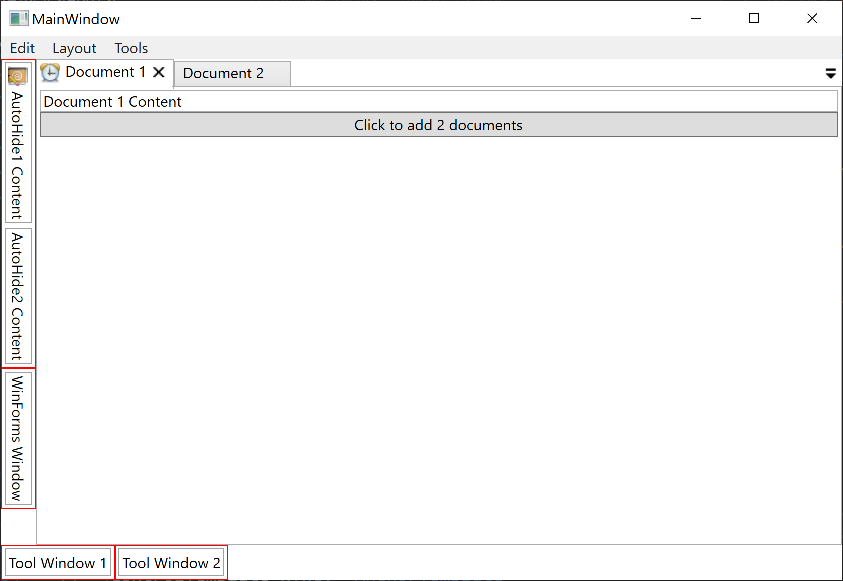 MainWindow
Edit Layout Tools
Document 1 Document 2
Document 1 Content
Click to add 2 documents
AutoHide1 Content
AutoHide2 Content
WinForms Window
Tool Window 1 Tool Window 2